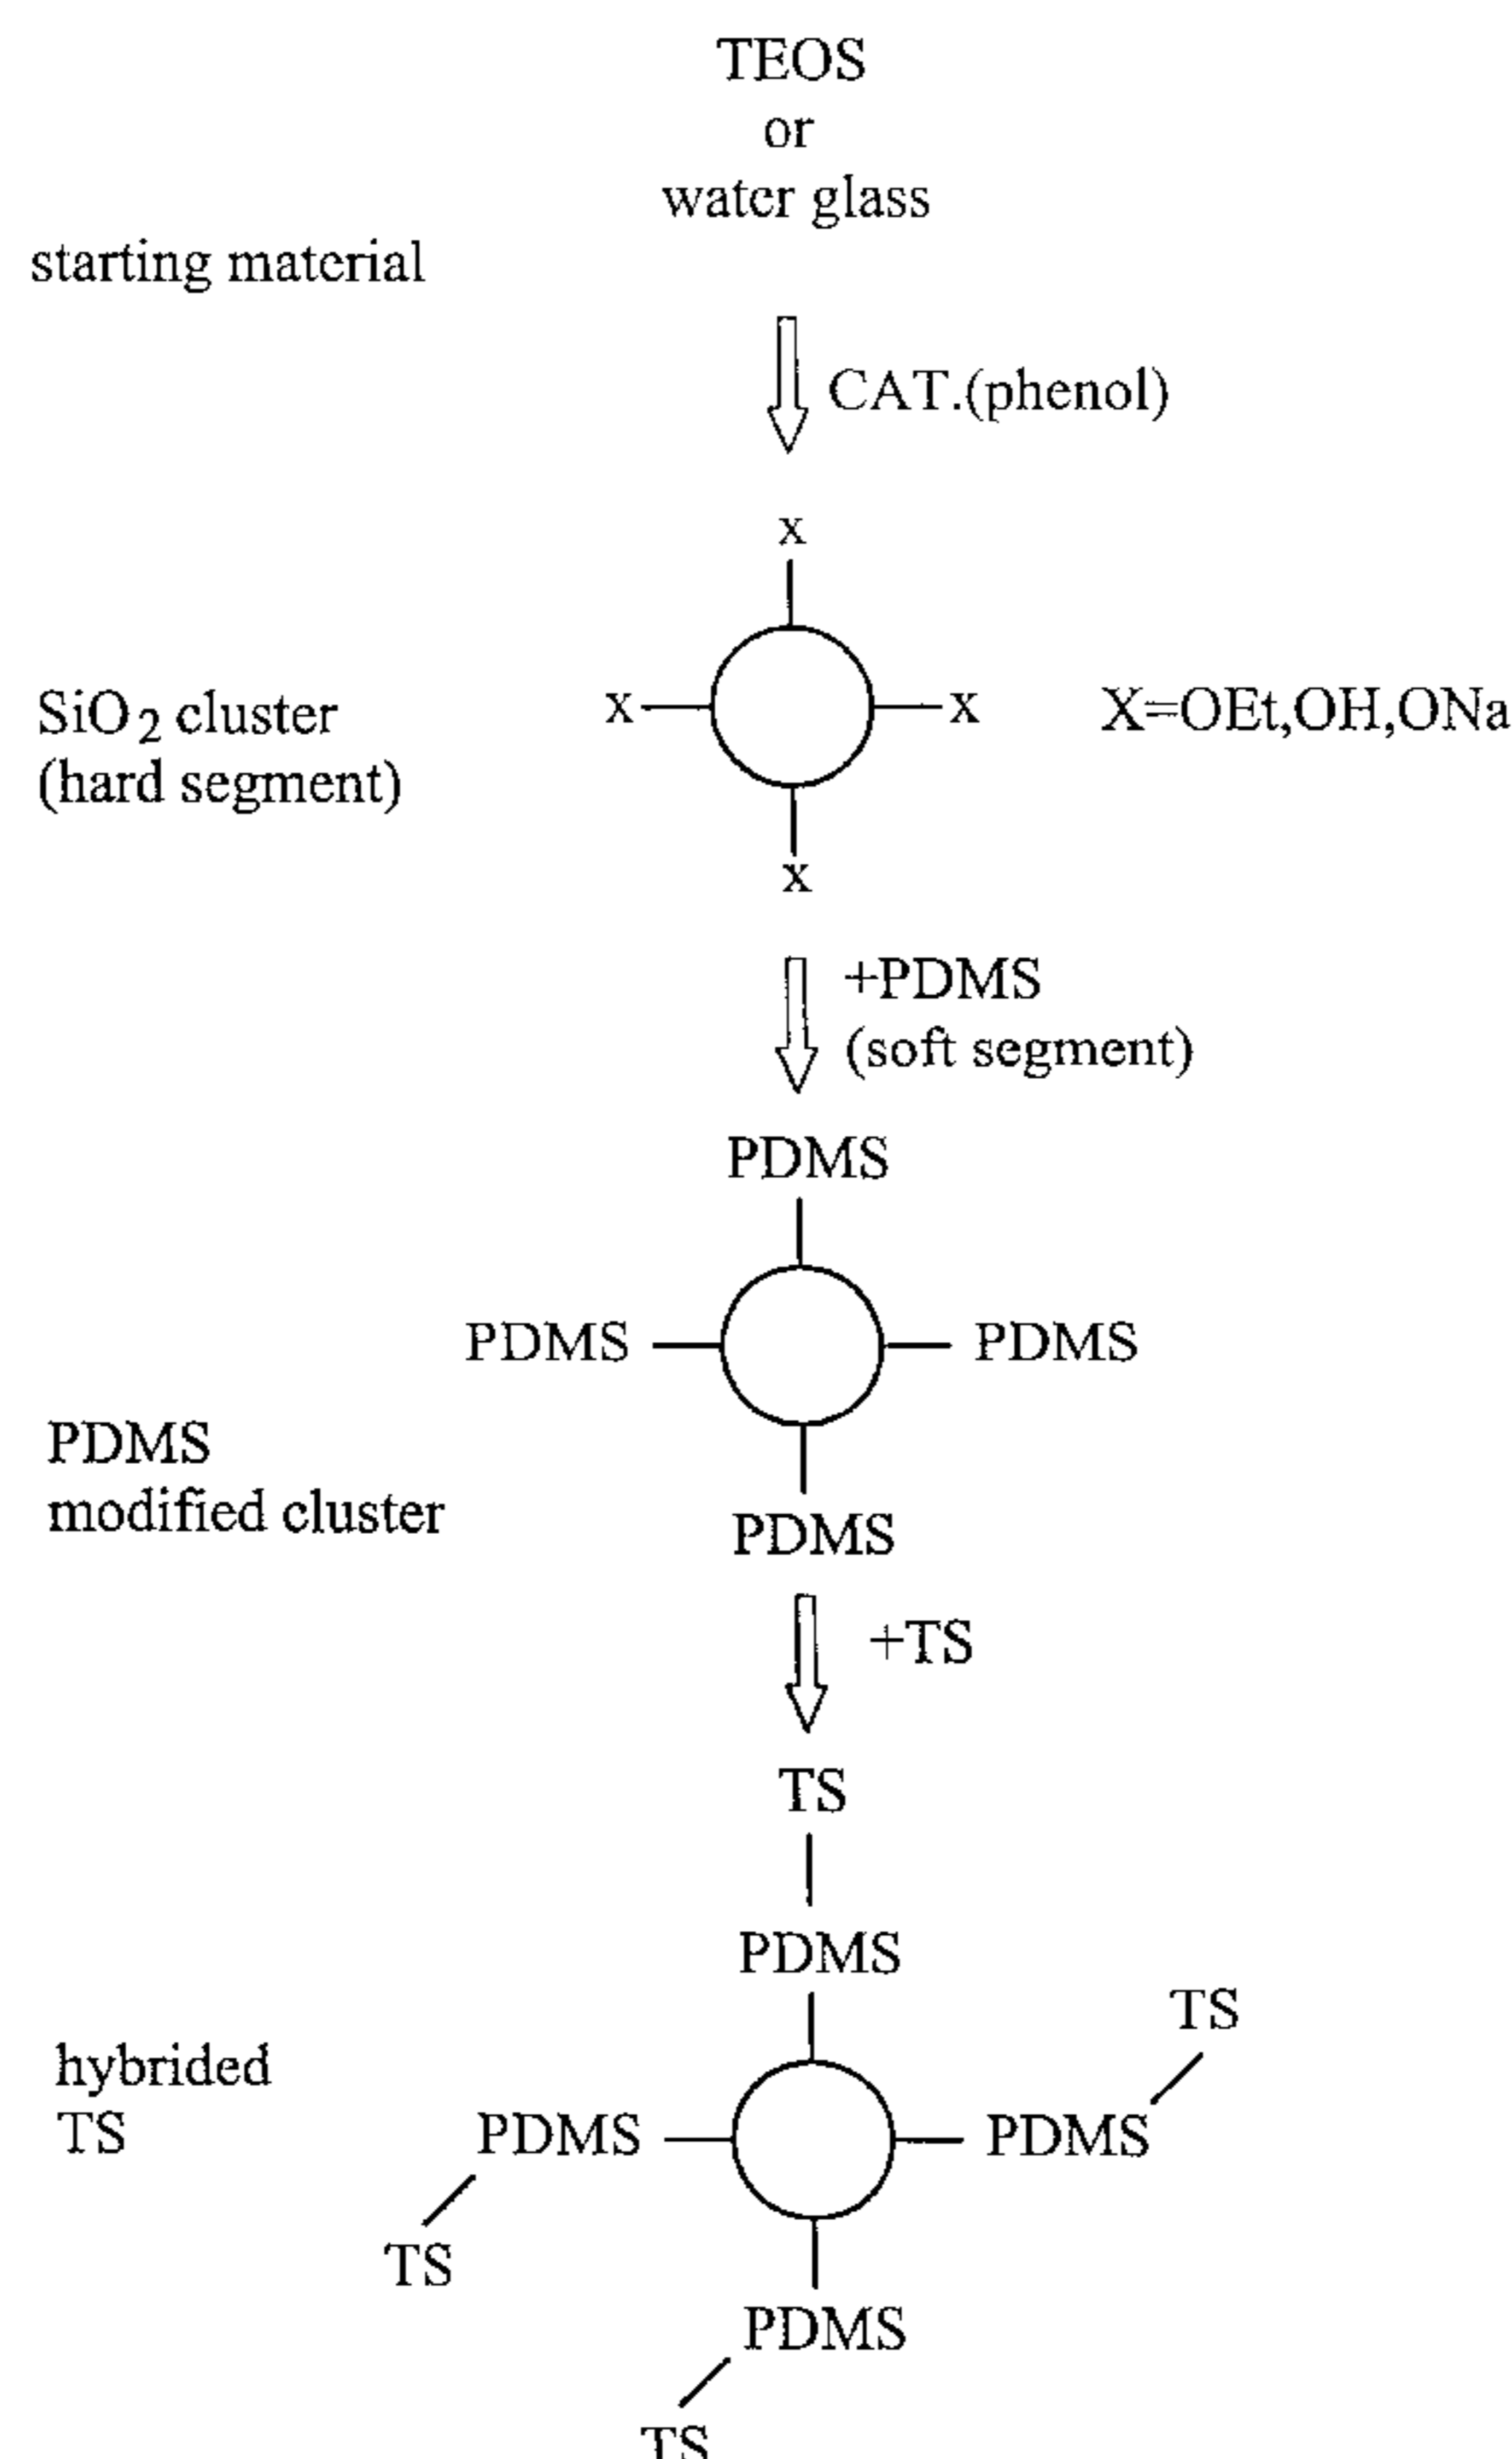 TEOS
or
water glass
starting material
CAT.(phenol)
x
x
x
SiO2 cluster
(hard segment)
X=OEt,OH,ONa
x
+PDMS
(soft segment)
PDMS
PDMS
PDMS
PDMS
modified cluster
PDMS
+TS
TS
PDMS
TS
hybrided
TS
PDMS
PDMS
TS
PDMS
TS